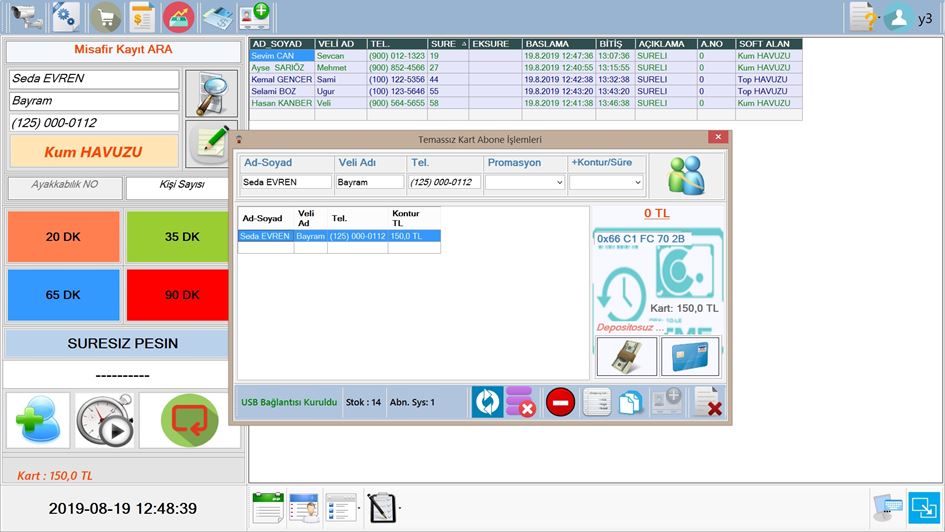 y3
Misafir Kayıt ARA
Seda EVREN
Bayram
(125) 000-0112
Kum HAVUZU
Ayakkabılık NO
Kişi Sayısı
20 DK
35 DK
65 DK
90 DK
SURESIZ PESIN
----------
Kart : 150,0 TL
2019-08-19 12:48:39
AD_SOYAD VELİ AD TEL. SURE EKSURE BASLAMA BİTİŞ AÇIKLAMA A.NO SOFT ALAN
Sevim CAN Sevcan (900) 012-1323 19 19.8.2019 12:47:36 13:07:36 SURELI 0 Kum HAVUZU
Ayse SARIÖZ Mehmet (900) 852-4566 27 19.8.2019 12:40:55 13:15:55 SURELI 0 Kum HAVUZU
Kemal GENCER Sami (100) 122-5356 44 19.8.2019 12:42:38 13:32:38 SURELI 0 Top HAVUZU
Selami BOZ Ugur (100) 123-5646 55 19.8.2019 12:43:20 13:43:20 SURELI 0 Top HAVUZU
Hasan KANBER Veli (900) 564-5655 58 19.8.2019 12:41:38 13:46:38 SURELI 0 Kum HAVUZU
Temassız Kart Abone İşlemleri
Ad-Soyad Veli Adı Tel. Promasyon +Kontur/Süre
Seda EVREN Bayram (125) 000-0112
Ad-Soyad Veli Ad Tel. Kontur TL
Seda EVREN Bayram (125) 000-0112 150,0 TL
0 TL
0x66 C1 FC 70 2B
Kart: 150,0 TL
Depositosuz ...
USB Bağlantısı Kuruldu Stok : 14 Abn. Sys: 1